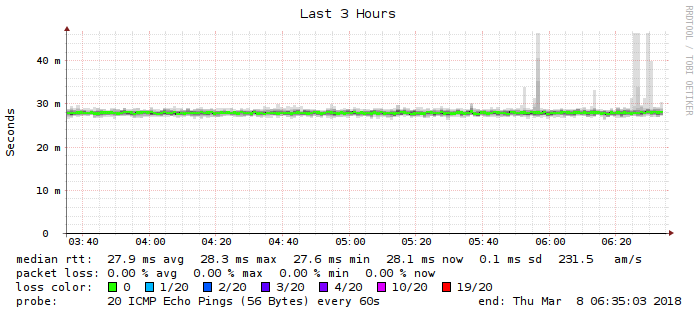 Last 3 Hours
RRDTOOL / TOBI OETIKER
Seconds
40 m
30 m
20 m
10 m
0
03:40 04:00 04:20 04:40 05:00 05:20 05:40 06:00 06:20
median rtt: 27.9 ms avg 28.3 ms max 27.6 ms min 28.1 ms now 0.1 ms sd 231.5 am/s
packet loss: 0.00 % avg 0.00 % max 0.00 % min 0.00 % now
loss color: 0 1/20 2/20 3/20 4/20 10/20 19/20
probe: 20 ICMP Echo Pings (56 Bytes) every 60s end: Thu Mar 8 06:35:03 2018